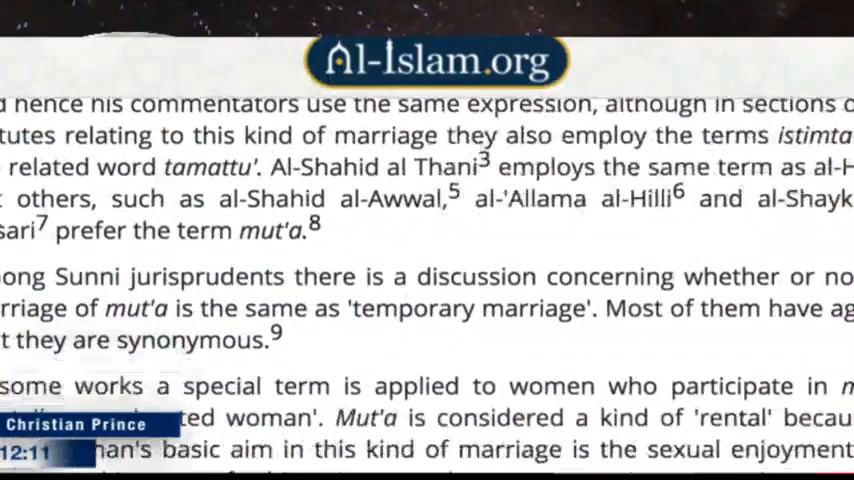 Al-Islam.org
hence his commentators use the same expression, although in sections
tutes relating to this kind of marriage they also employ the terms istimta
related word tamattu'. Al-Shahid al Thani3 employs the same term as al-H
others, such as al-Shahid al-Awwal,5 al-'Allama al-Hilli6 and al-Shayk
sari7 prefer the term mut'a.8
ong Sunni jurisprudents there is a discussion concerning whether or no
rriage of mut'a is the same as 'temporary marriage'. Most of them have ag
t they are synonymous.9
some works a special term is applied to women who participate in m
ted woman'. Mut'a is considered a kind of 'rental' becau
Christian Prince
man's basic aim in this kind of marriage is the sexual enjoyment
12:11